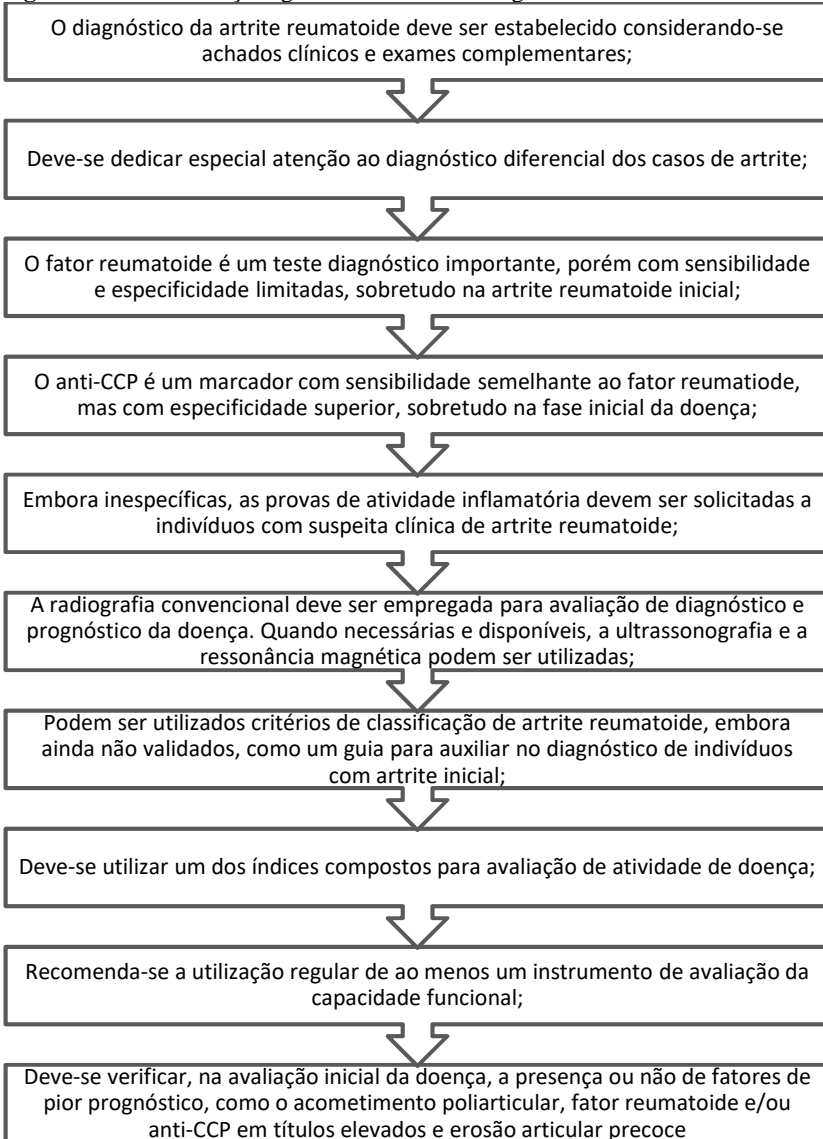 O diagnóstico da artrite reumatoide deve ser estabelecido considerando-se
achados clínicos e exames complementares;
Deve-se dedicar especial atenção ao diagnóstico diferencial dos casos de artrite;
O fator reumatoide é um teste diagnóstico importante, porém com sensibilidade
e especificidade limitadas, sobretudo na artrite reumatoide inicial;
O anti-CCP é um marcador com sensibilidade semelhante ao fator reumatiode,
mas com especificidade superior, sobretudo na fase inicial da doença;
Embora inespecíficas, as provas de atividade inflamatória devem ser solicitadas a
indivíduos com suspeita clínica de artrite reumatoide;
A radiografia convencional deve ser empregada para avaliação de diagnóstico e
prognóstico da doença. Quando necessárias e disponíveis, a ultrassonografia e a
ressonância magnética podem ser utilizadas;
Podem ser utilizados critérios de classificação de artrite reumatoide, embora
ainda não validados, como um guia para auxiliar no diagnóstico de indivíduos
com artrite inicial;
Deve-se utilizar um dos índices compostos para avaliação de atividade de doença;
Recomenda-se a utilização regular de ao menos um instrumento de avaliação da
capacidade funcional;
Deve-se verificar, na avaliação inicial da doença, a presença ou não de fatores de
pior prognóstico, como o acometimento poliarticular, fator reumatoide e/ou
anti-CCP em títulos elevados e erosão articular precoce